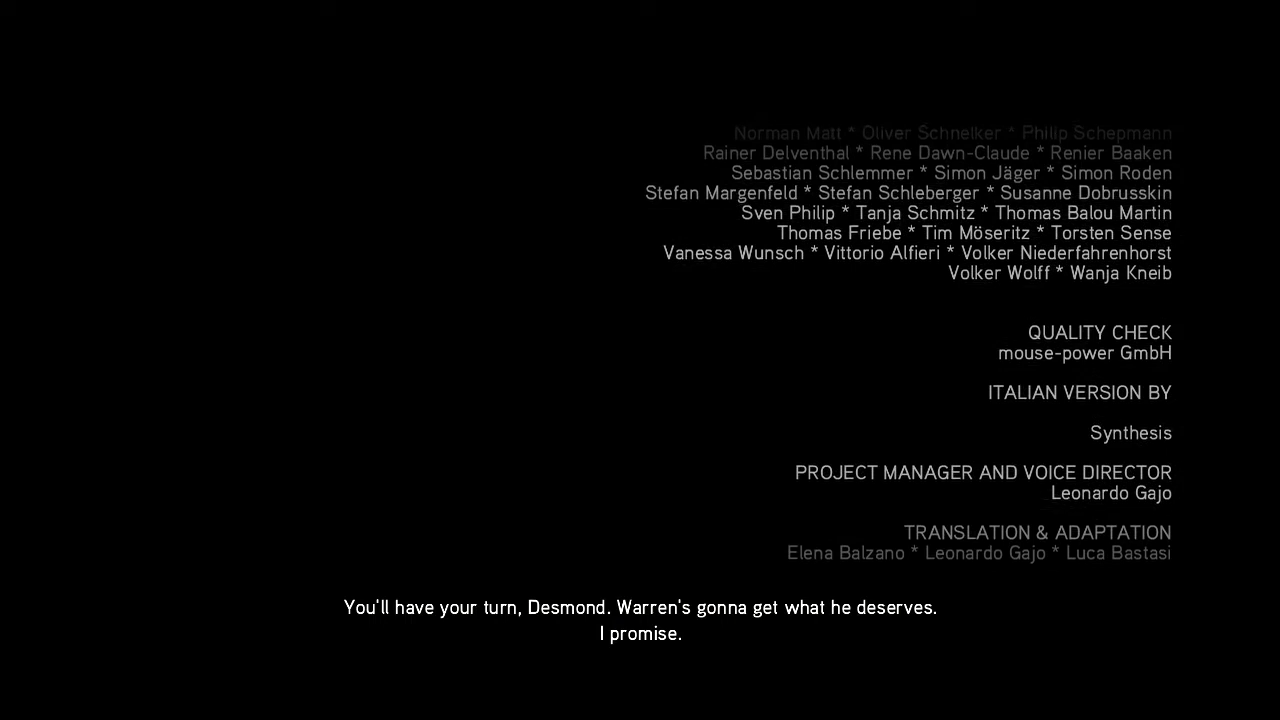 Norman Matt * Oliver Schnelker * Philip Schepmann
Rainer Delventhal * Rene Dawn-Claude * Renier Baaken
Sebastian Schlemmer * Simon Jäger * Simon Roden
Stefan Margenfeld * Stefan Schleberger * Susanne Dobrusskin
Sven Philip * Tanja Schmitz * Thomas Balou Martin
Thomas Friebe * Tim Möseritz * Torsten Sense
Vanessa Wunsch * Vittorio Alfieri * Volker Niederfahrenhorst
Volker Wolff * Wanja Kneib
QUALITY CHECK
mouse-power GmbH
ITALIAN VERSION BY
Synthesis
PROJECT MANAGER AND VOICE DIRECTOR
Leonardo Gajo
TRANSLATION & ADAPTATION
Elena Balzano * Leonardo Gajo * Luca Bastasi
You'll have your turn, Desmond. Warren's gonna get what he deserves.
I promise.